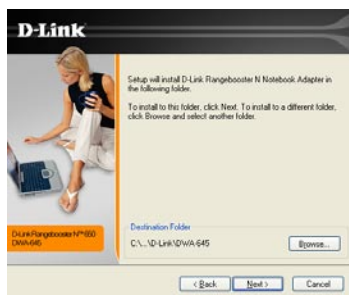 D-Link
Setup will install D-Link Rangebooster N Notebook Adapter in
the following folder.
To install to this folder, click Next. To install to a different folder,
click Browse and select another folder.
D-Link Rangebooster N™ 650
DWA-645
Destination Folder
C:\...\D-Link\DWA-645
Browse...
< Back
Next >
Cancel